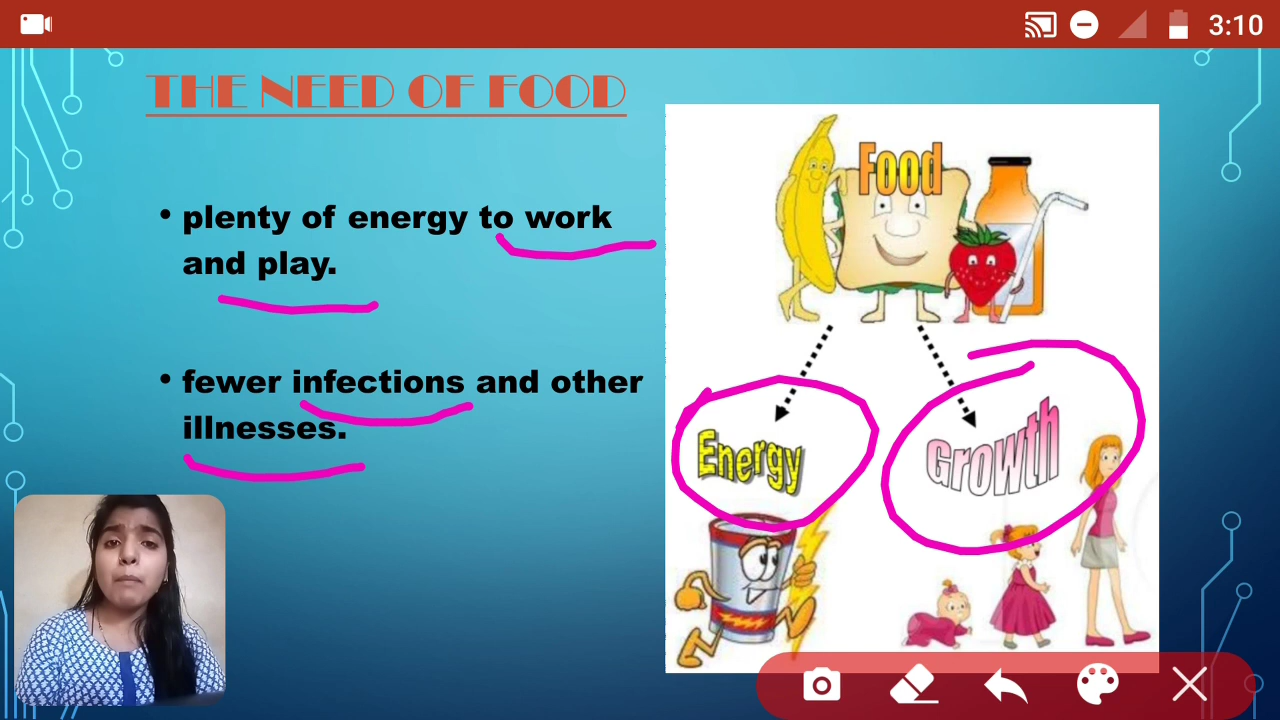 3:10
THE NEED OF FOOD
• plenty of energy to work
and play.
• fewer infections and other
illnesses.
Food
Energy
Growth